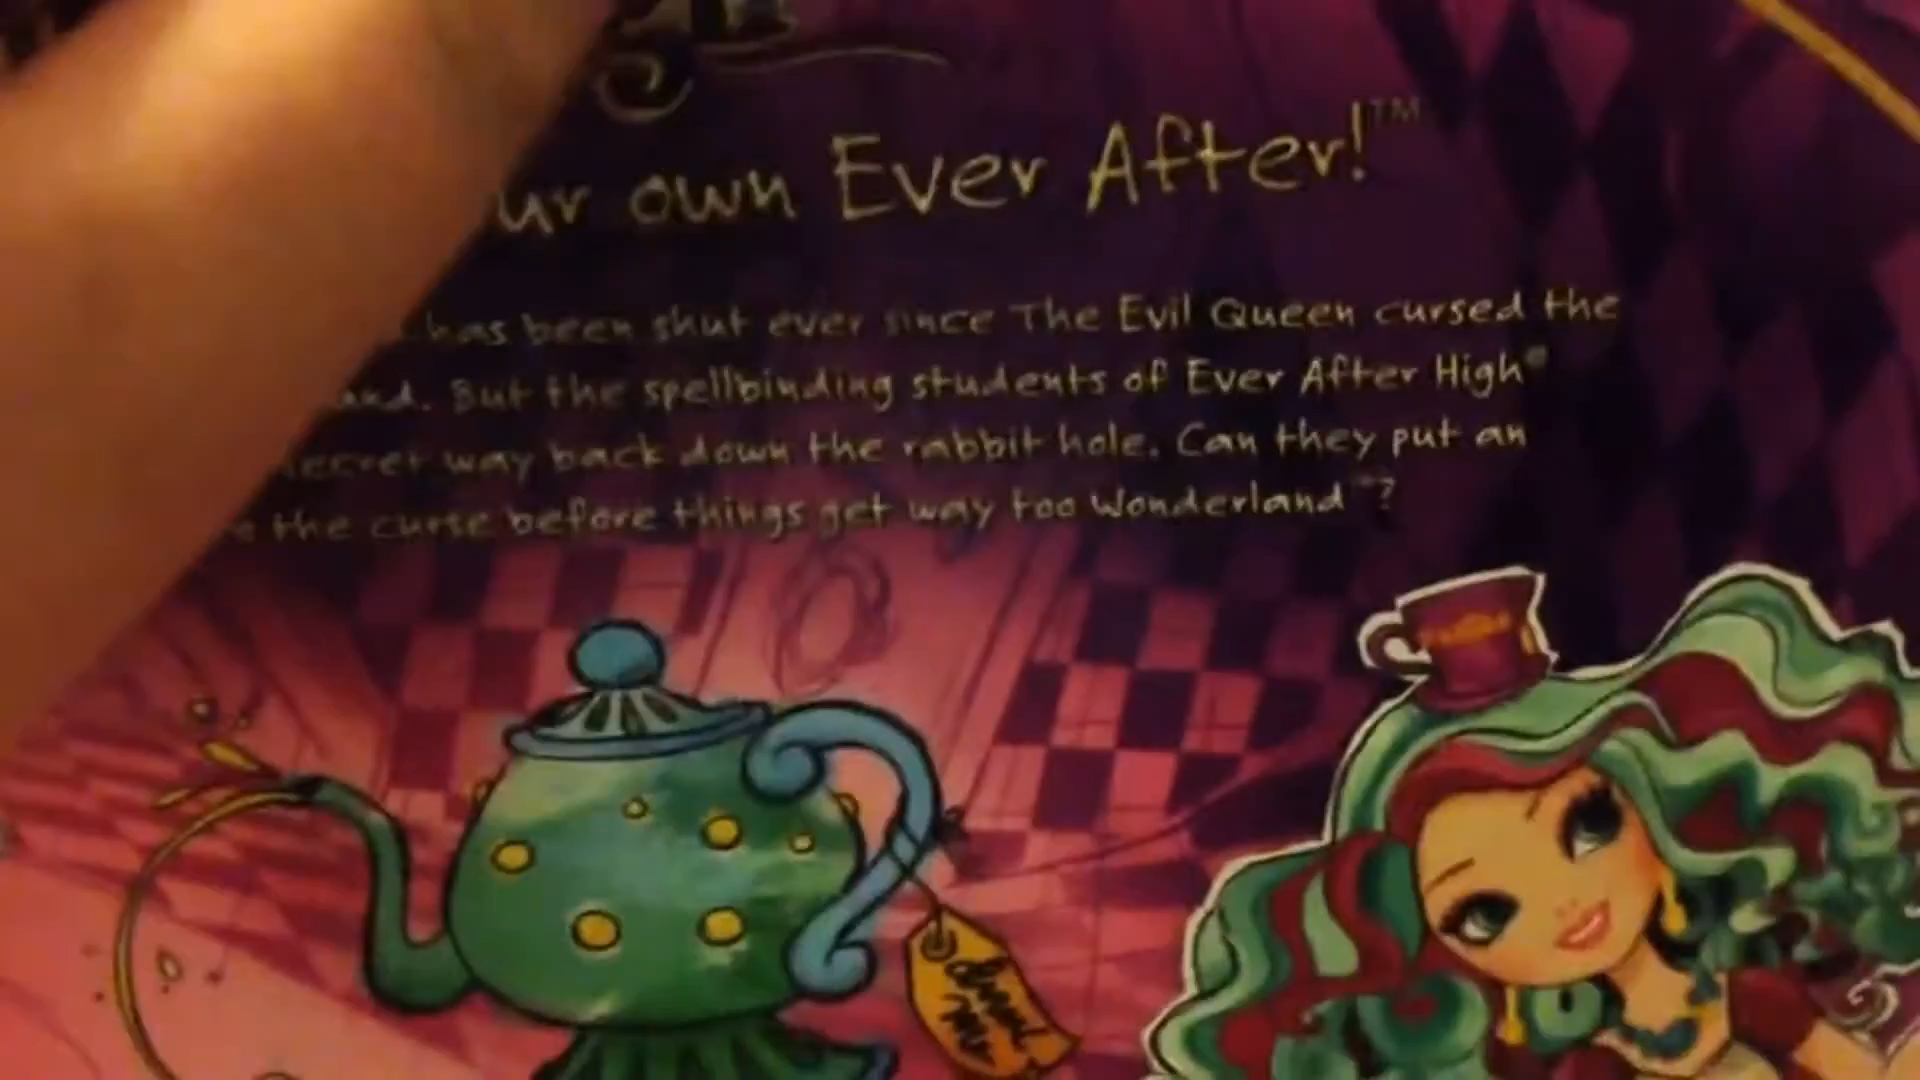 ur own Ever After!™
has been shut ever since The Evil Queen cursed the
and. But the spellbinding students of Ever After High®
secret way back down the rabbit hole. Can they put an
the curse before things get way too Wonderland™?